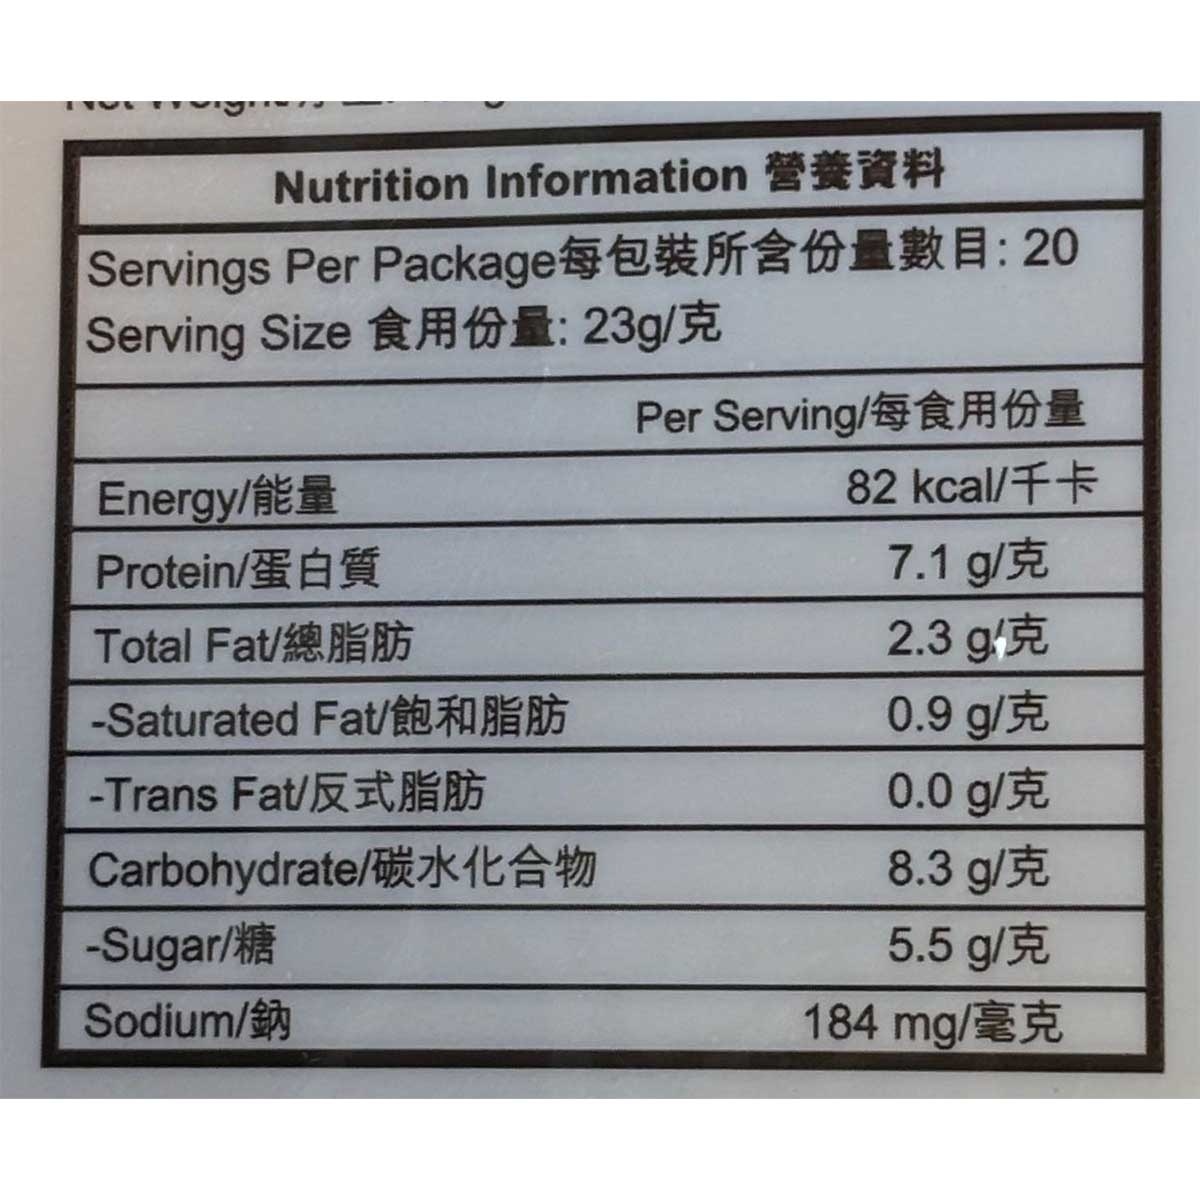 Nutrition Information 營養資料
Servings Per Package每包裝所含份量數目: 20
Serving Size 食用份量: 23g/克
Per Serving/每食用份量
Energy/能量 82 kcal/千卡
Protein/蛋白質 7.1 g/克
Total Fat/總脂肪 2.3 g/克
-Saturated Fat/飽和脂肪 0.9 g/克
-Trans Fat/反式脂肪 0.0 g/克
Carbohydrate/碳水化合物 8.3 g/克
-Sugar/糖 5.5 g/克
Sodium/鈉 184 mg/毫克